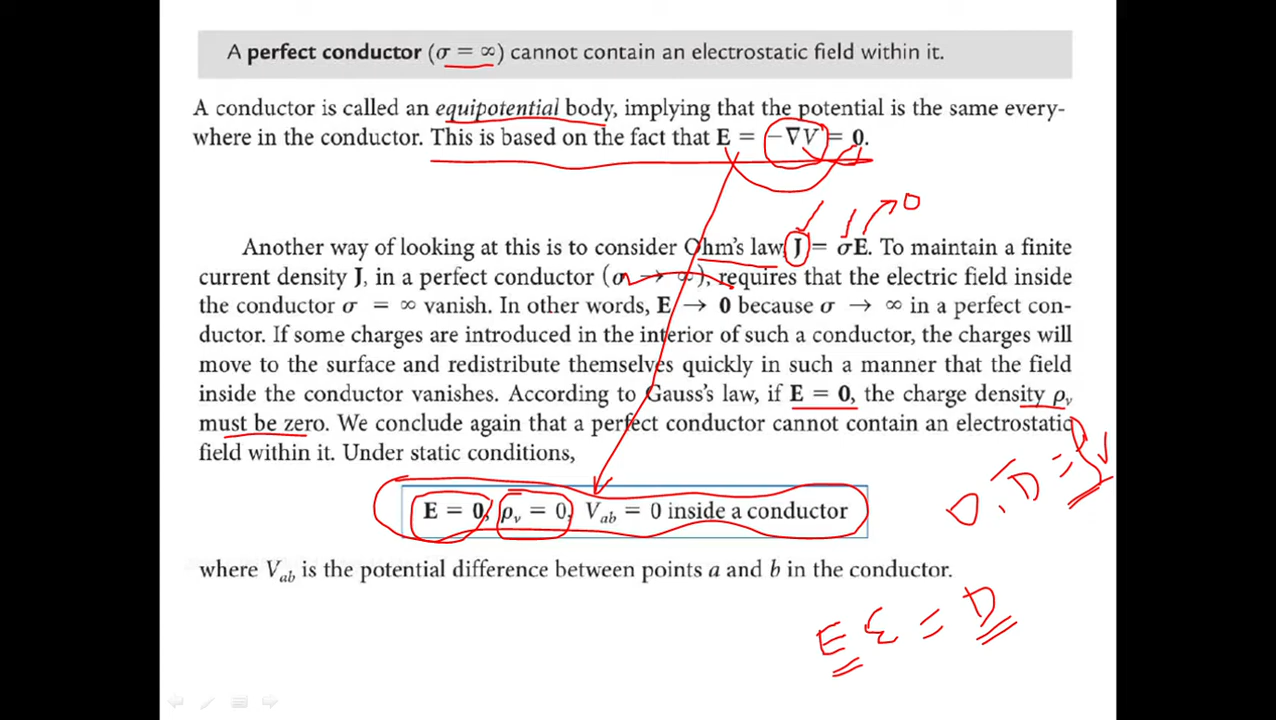 A perfect conductor (σ = ∞) cannot contain an electrostatic field within it.
A conductor is called an equipotential body, implying that the potential is the same every-
where in the conductor. This is based on the fact that E = −∇V = 0.
0
Another way of looking at this is to consider Ohm's law, J = σE. To maintain a finite
current density J, in a perfect conductor (σ → ∞), requires that the electric field inside
the conductor σ = ∞ vanish. In other words, E → 0 because σ → ∞ in a perfect con-
ductor. If some charges are introduced in the interior of such a conductor, the charges will
move to the surface and redistribute themselves quickly in such a manner that the field
inside the conductor vanishes. According to Gauss's law, if E = 0, the charge density ρv
must be zero. We conclude again that a perfect conductor cannot contain an electrostatic
field within it. Under static conditions,
E = 0, ρv = 0, Vab = 0 inside a conductor
where Vab is the potential difference between points a and b in the conductor.
E ε = D